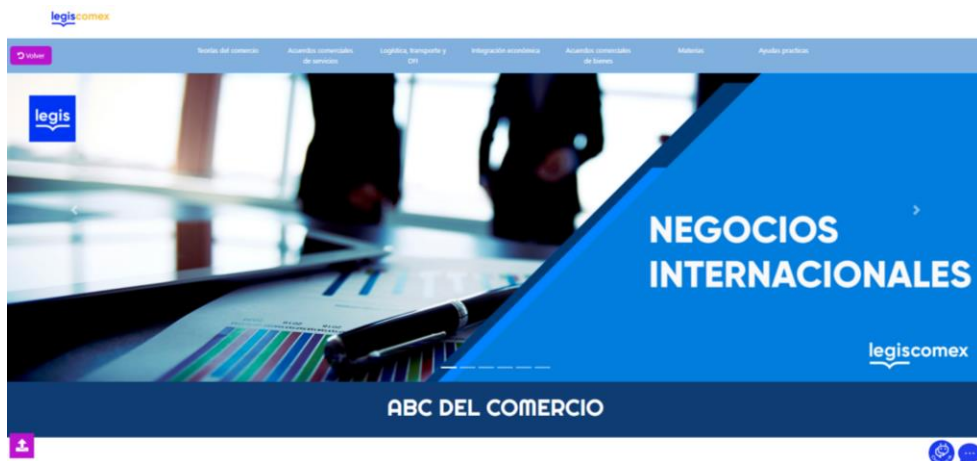 legiscomex
Volver
Teorías del comercio
Acuerdos comerciales
de servicios
Logística, transporte y
DFI
Integración económica
Acuerdos comerciales
de bienes
Materias
Ayudas practicas
legis
NEGOCIOS
INTERNACIONALES
legiscomex
ABC DEL COMERCIO